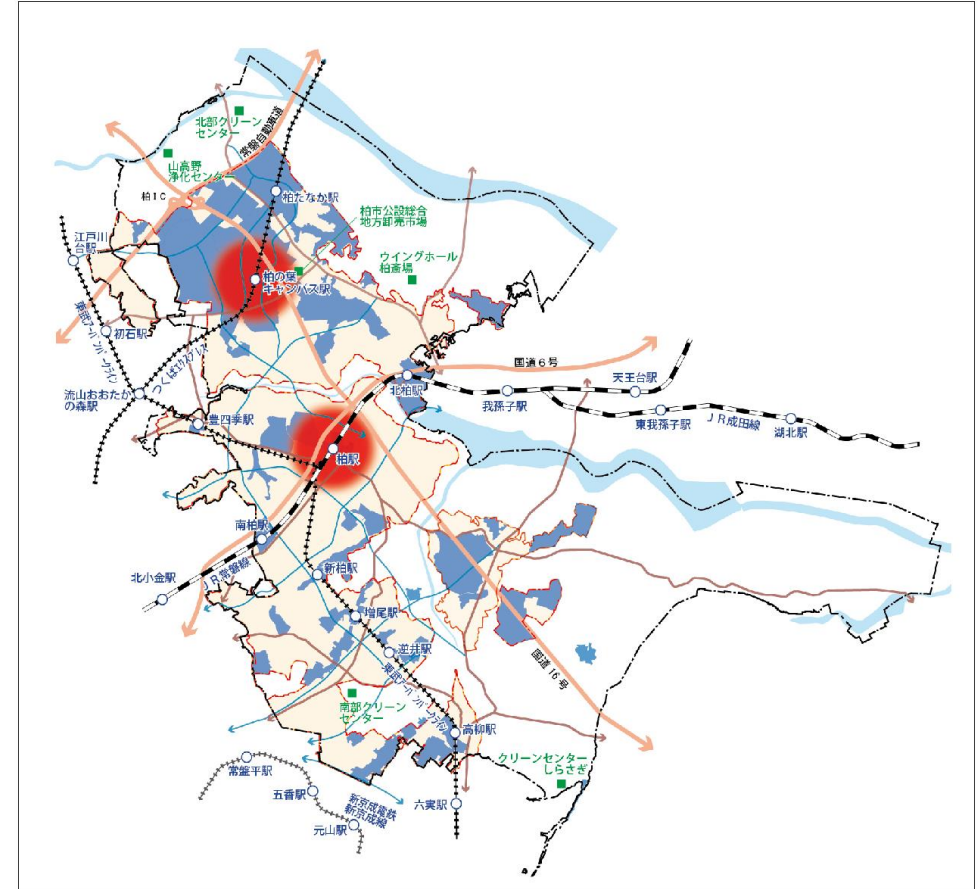 北部クリーン
センター
常磐自動車道
山高野
浄化センター
柏IC
柏たなか駅
柏市公設総合
地方卸売市場
江戸川
台駅
ウイングホール
柏斎場
柏の葉
キャンパス駅
東武アーバンパークライン
初石駅
つくばエクスプレス
国道6号
北柏駅
天王台駅
流山おおたか
の森駅
我孫子駅
豊四季駅
東我孫子駅
JR成田線
湖北駅
柏駅
南柏駅
北小金駅
JR常磐線
新柏駅
増尾駅
逆井駅
国道16号
東武アーバンパークライン
南部クリーン
センター
高柳駅
クリーンセンター
しらさぎ
常盤平駅
五香駅
新京成電鉄
新京成線
六実駅
元山駅